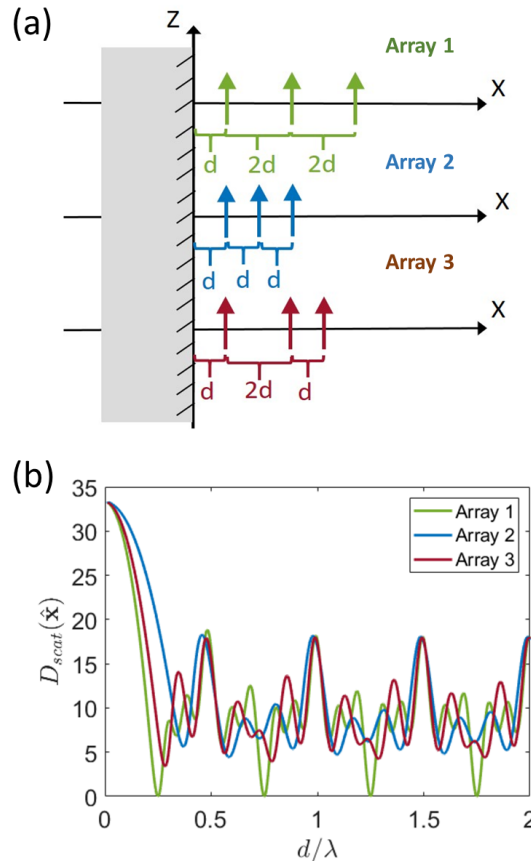 (a)
Z
Array 1
X
d 2d 2d
Array 2
X
d d d
Array 3
X
d 2d d
(b)
35
30
25
20
15
10
5
0
D_scat(x̂)
Array 1
Array 2
Array 3
0 0.5 1 1.5 2
d/λ